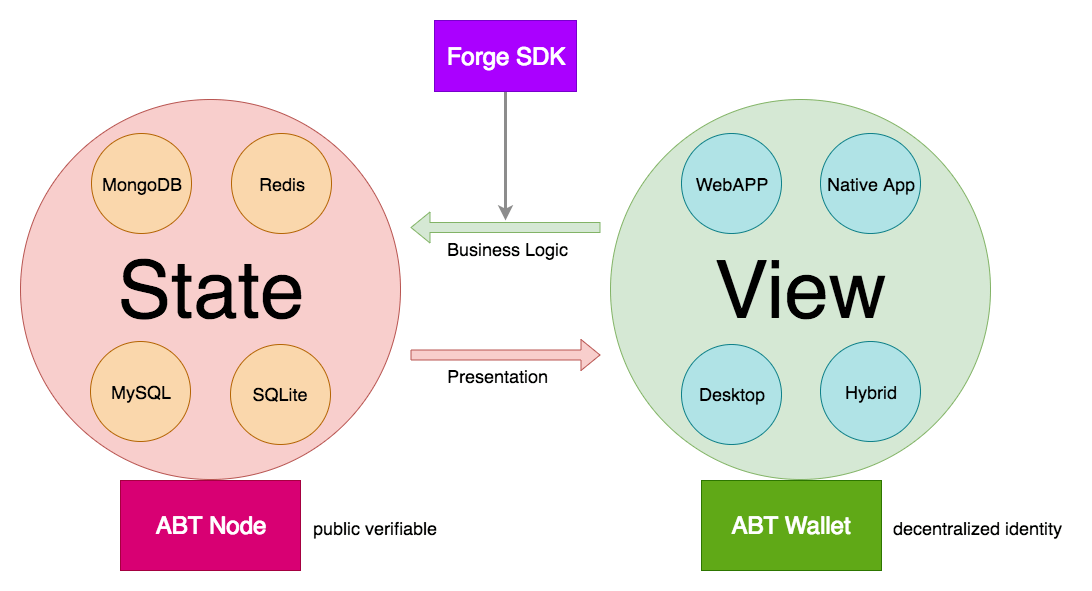 Forge SDK
MongoDB
Redis
WebAPP
Native App
Business Logic
State
View
Presentation
MySQL
SQLite
Desktop
Hybrid
ABT Node
public verifiable
ABT Wallet
decentralized identity